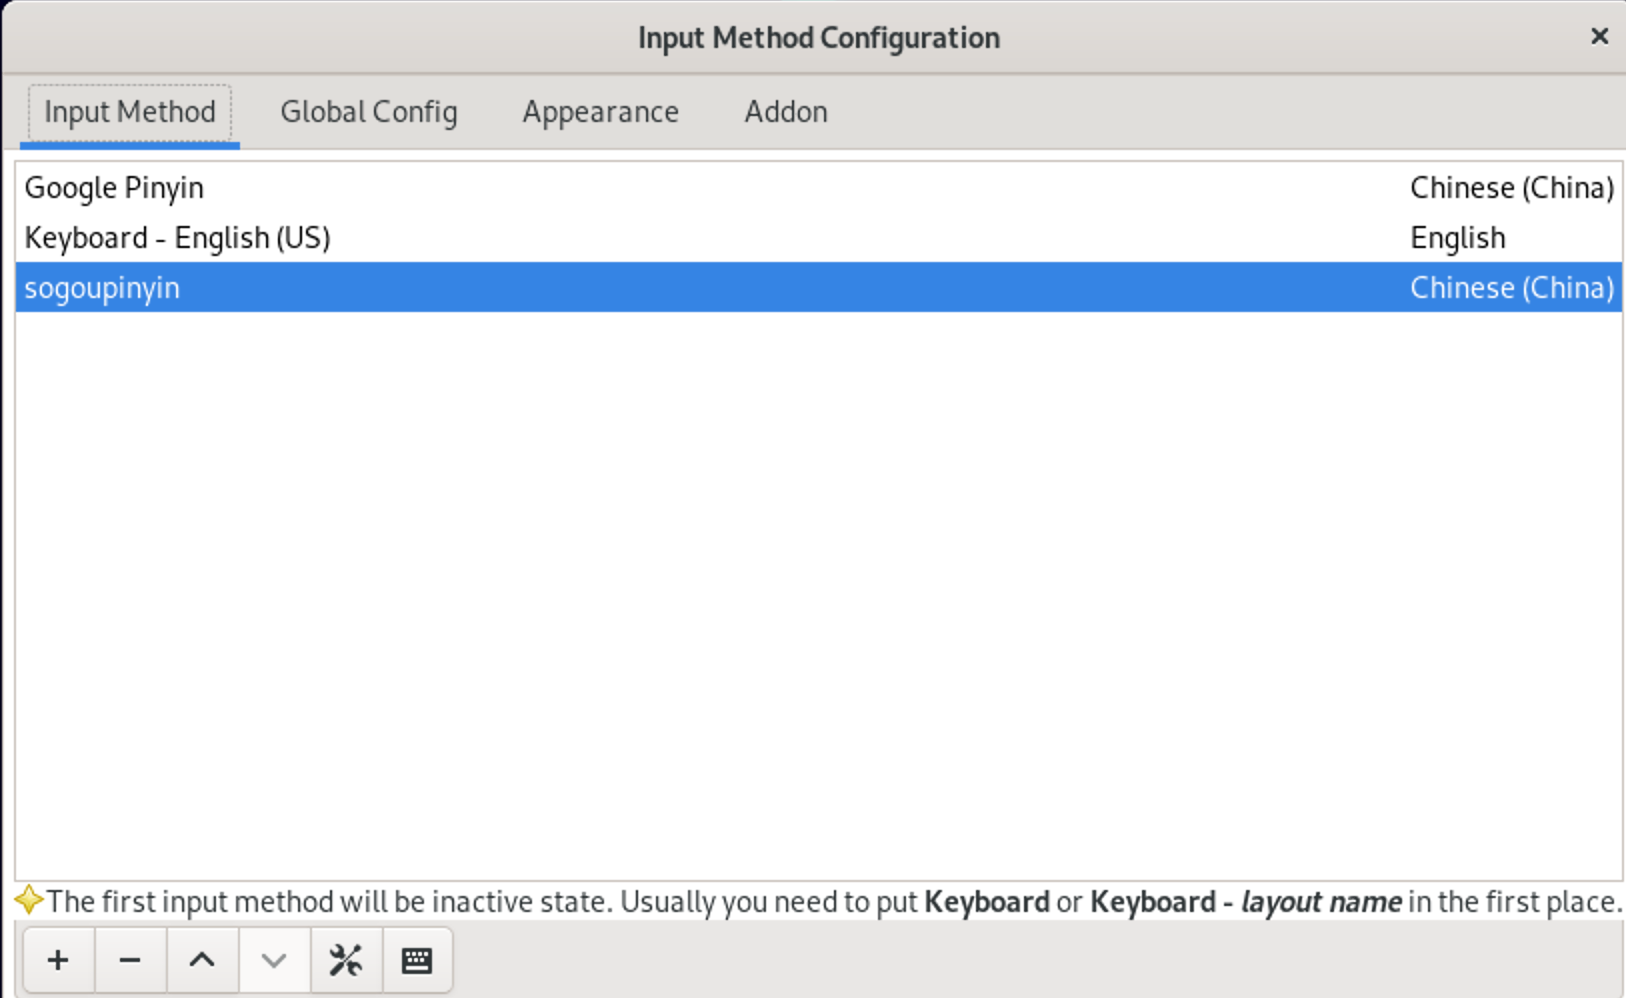 Input Method Configuration
Input Method Global Config Appearance Addon
Google Pinyin Chinese (China)
Keyboard - English (US) English
sogoupinyin Chinese (China)
The first input method will be inactive state. Usually you need to put Keyboard or Keyboard - layout name in the first place.